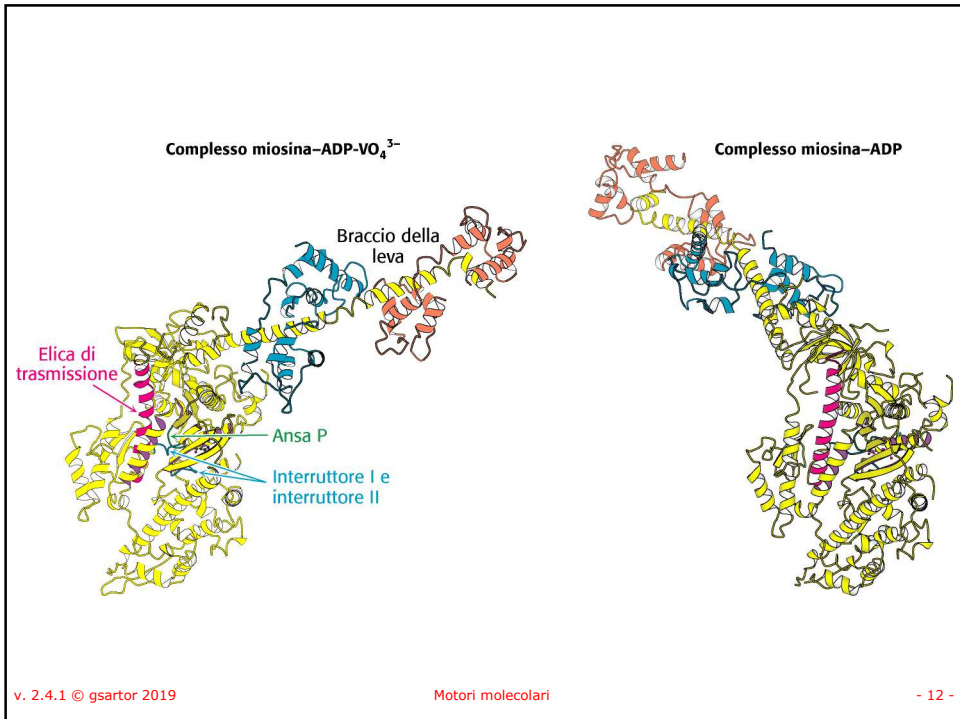 Complesso miosina–ADP-VO₄³⁻
Complesso miosina–ADP
Braccio della
leva
Elica di
trasmissione
Ansa P
Interruttore I e
interruttore II
v. 2.4.1 © gsartor 2019
Motori molecolari
- 12 -